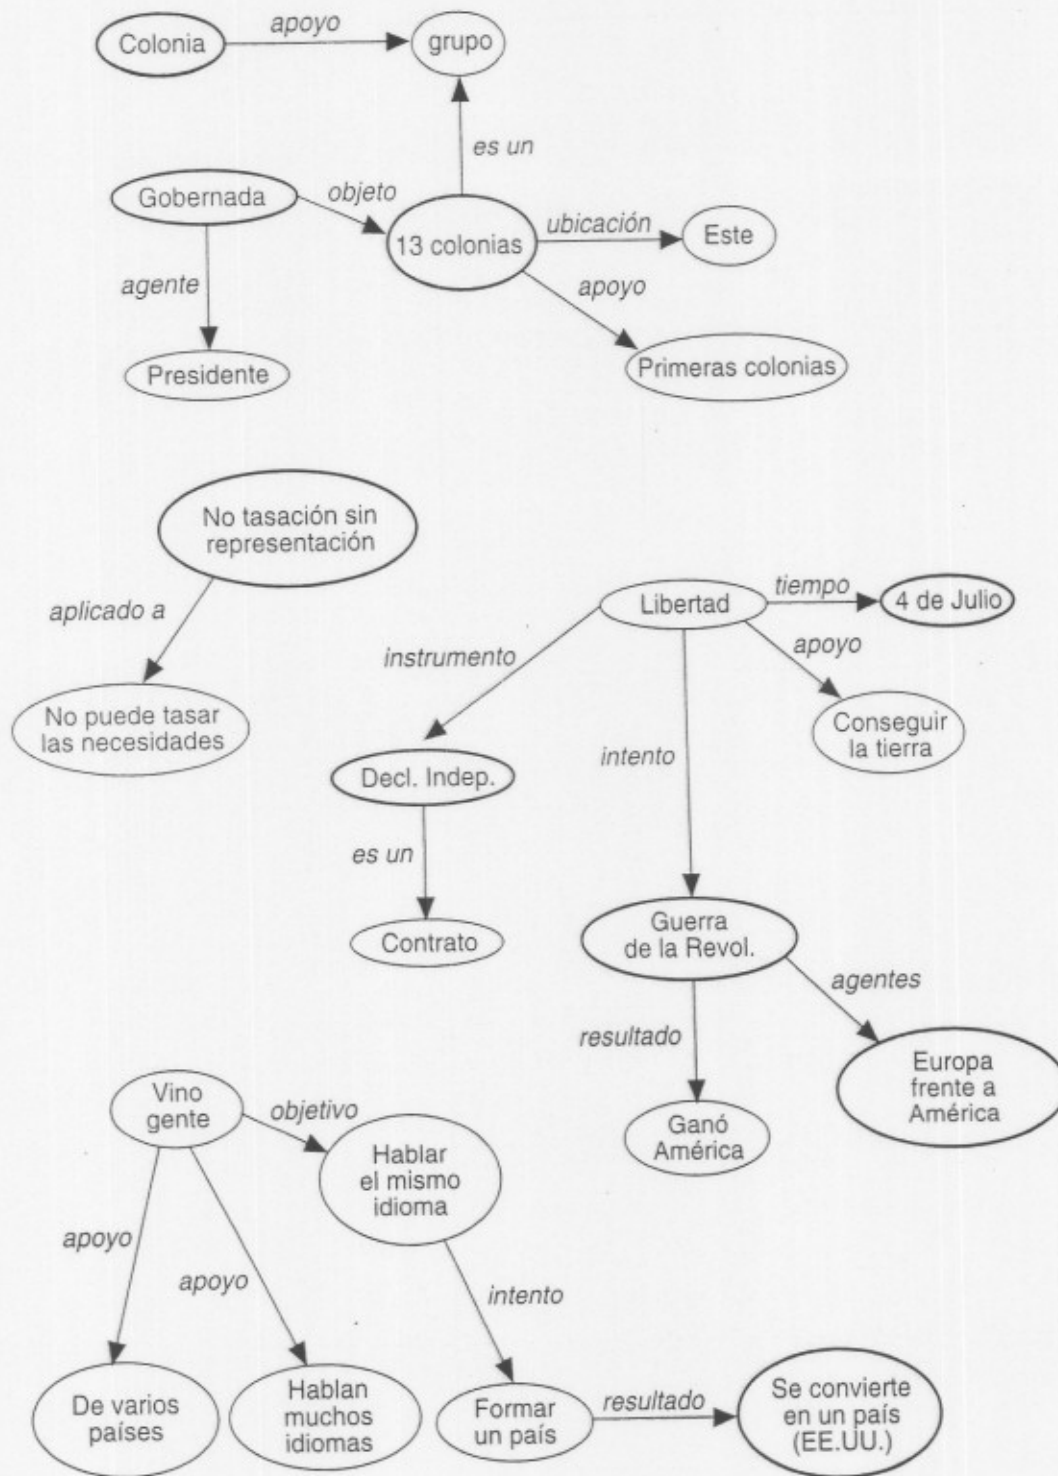 Colonia
apoyo
grupo
es un
Gobernada
objeto
13 colonias
ubicación
Este
agente
apoyo
Presidente
Primeras colonias
No tasación sin
representación
aplicado a
No puede tasar
las necesidades
Libertad
tiempo
4 de Julio
instrumento
apoyo
Conseguir
la tierra
intento
Decl. Indep.
es un
Contrato
Guerra
de la Revol.
agentes
resultado
Europa
frente a
América
Ganó
América
Vino
gente
objetivo
Hablar
el mismo
idioma
apoyo
apoyo
intento
De varios
países
Hablan
muchos
idiomas
Formar
un país
resultado
Se convierte
en un país
(EE.UU.)